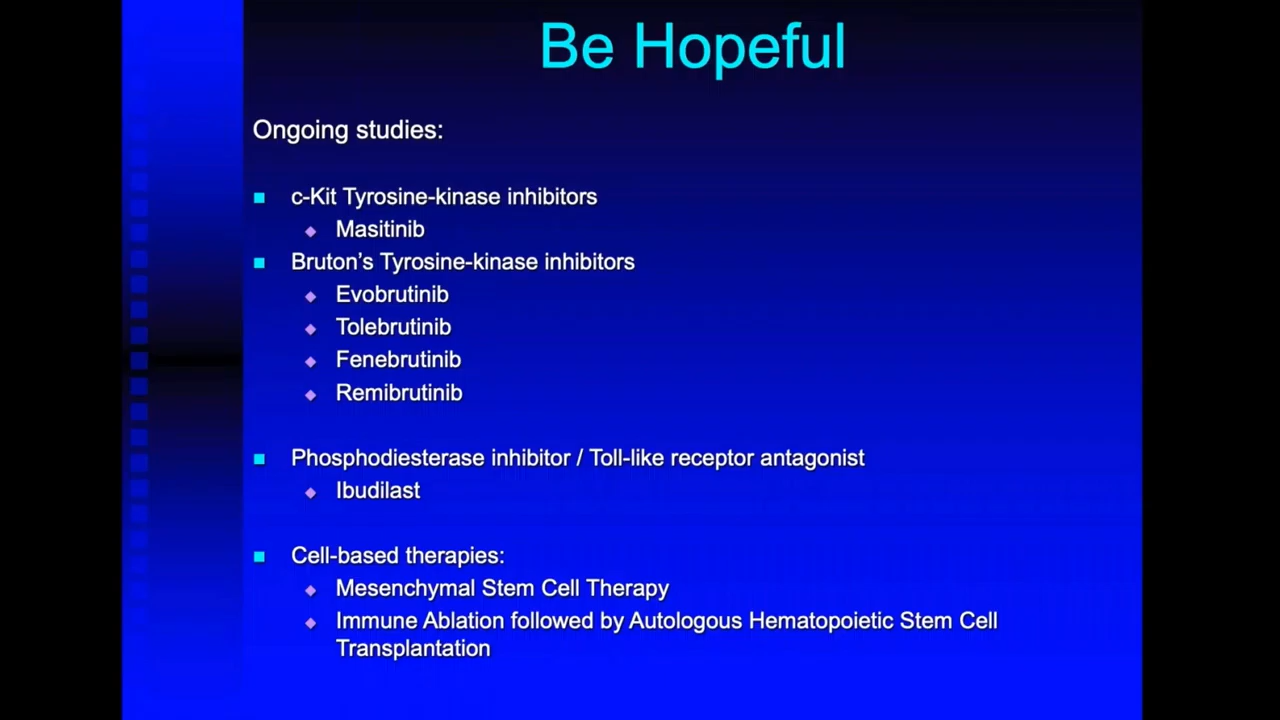 Be Hopeful
Ongoing studies:
c-Kit Tyrosine-kinase inhibitors
Masitinib
Bruton’s Tyrosine-kinase inhibitors
Evobrutinib
Tolebrutinib
Fenebrutinib
Remibrutinib
Phosphodiesterase inhibitor / Toll-like receptor antagonist
Ibudilast
Cell-based therapies:
Mesenchymal Stem Cell Therapy
Immune Ablation followed by Autologous Hematopoietic Stem Cell
Transplantation